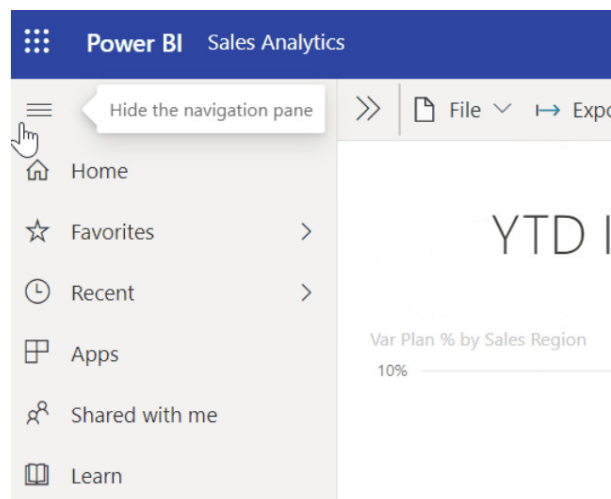 Power BI Sales Analytics
Hide the navigation pane
File Expo
Home
YTD
Favorites
Recent
Var Plan % by Sales Region
Apps
10%
Shared with me
Learn